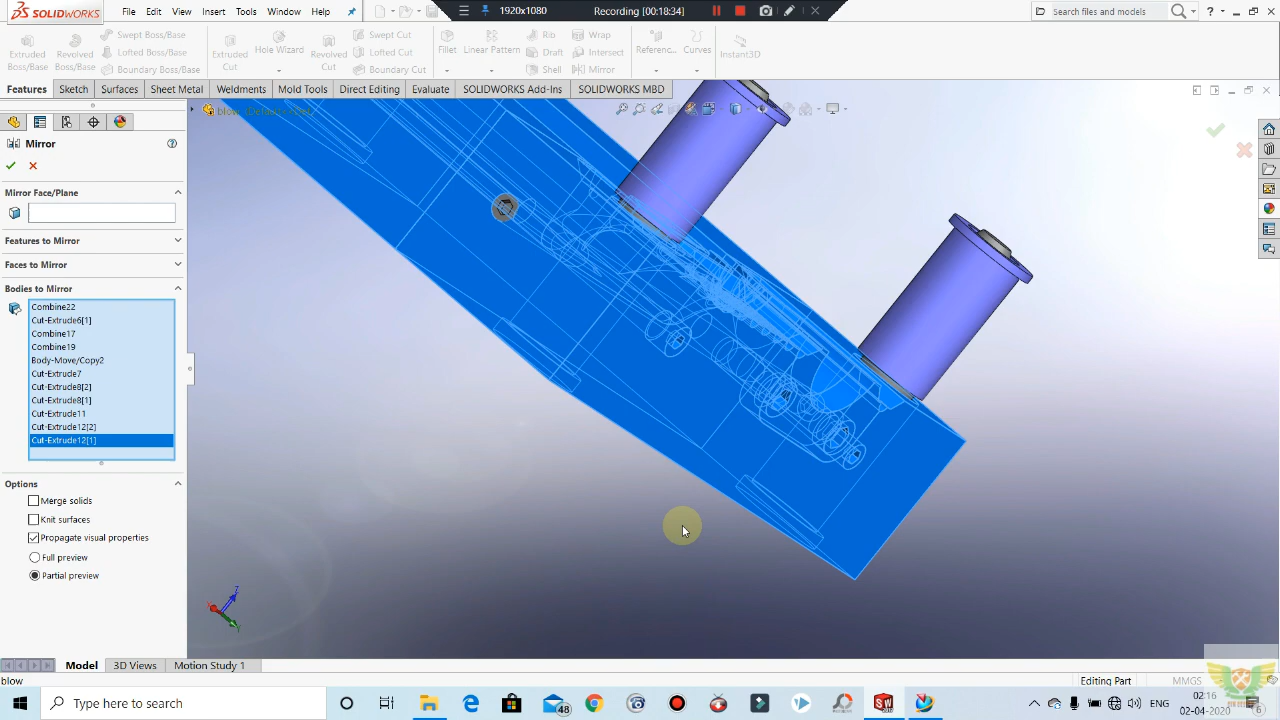 SOLIDWORKS
File Edit View Insert Tools Window Help
1920x1080 Recording [00:18:34]
Search files and models
Extruded Boss/Base
Revolved Boss/Base
Swept Boss/Base
Lofted Boss/Base
Boundary Boss/Base
Extruded Cut
Hole Wizard
Revolved Cut
Swept Cut
Lofted Cut
Boundary Cut
Fillet
Linear Pattern
Rib
Draft
Shell
Wrap
Intersect
Mirror
Referenc...
Curves
Instant3D
Features Sketch Surfaces Sheet Metal Weldments Mold Tools Direct Editing Evaluate SOLIDWORKS Add-Ins SOLIDWORKS MBD
Mirror
Mirror Face/Plane
Features to Mirror
Faces to Mirror
Bodies to Mirror
Combine22
Cut-Extrude6[1]
Combine17
Combine19
Body-Move/Copy2
Cut-Extrude7
Cut-Extrude8[2]
Cut-Extrude8[1]
Cut-Extrude11
Cut-Extrude12[2]
Cut-Extrude12[1]
Options
Merge solids
Knit surfaces
Propagate visual properties
Full preview
Partial preview
Model 3D Views Motion Study 1
blow
Editing Part
MMGS
Type here to search
48
ENG
02:16
02-04-2020
6